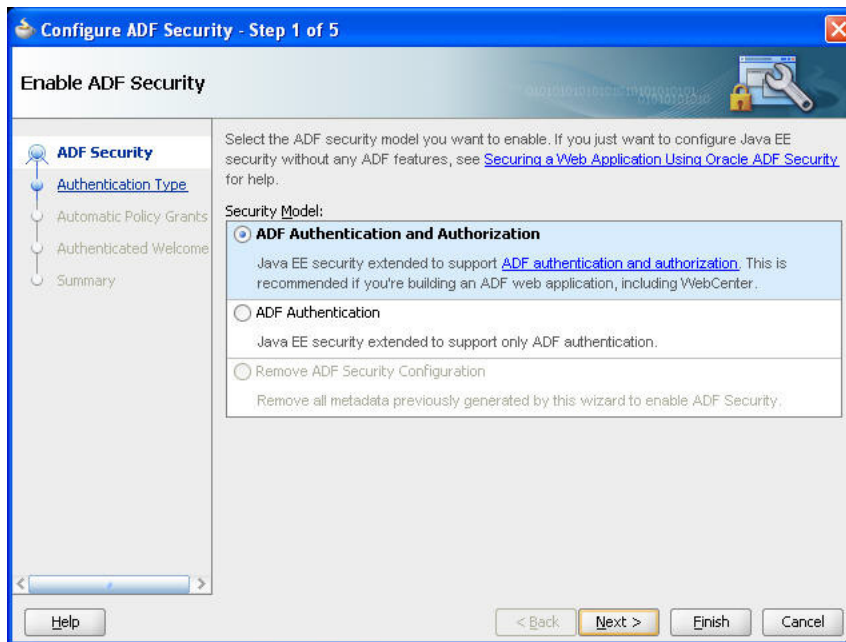 Configure ADF Security - Step 1 of 5
Enable ADF Security
ADF Security
Authentication Type
Automatic Policy Grants
Authenticated Welcome
Summary
Select the ADF security model you want to enable. If you just want to configure Java EE
security without any ADF features, see Securing a Web Application Using Oracle ADF Security
for help.
Security Model:
ADF Authentication and Authorization
Java EE security extended to support ADF authentication and authorization. This is
recommended if you're building an ADF web application, including WebCenter.
ADF Authentication
Java EE security extended to support only ADF authentication.
Remove ADF Security Configuration
Remove all metadata previously generated by this wizard to enable ADF Security.
Help
< Back
Next >
Finish
Cancel